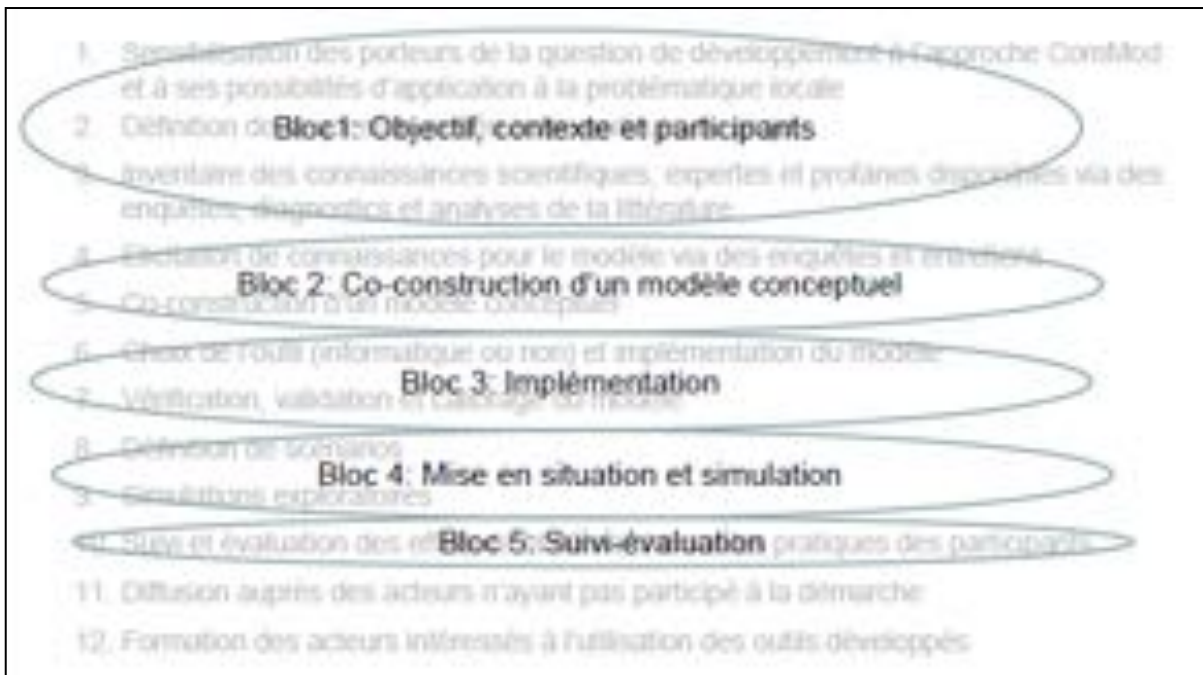 1. Sensibilisation des porteurs de la question de développement à l'approche ComMod
et à ses possibilités d'application à la problématique locale
2. Définition
Bloc1: Objectif, contexte et participants
3. Inventaire des connaissances scientifiques, expertes et profanes disponibles via des
enquêtes, diagnostics et analyses de la littérature
4. Elicitation de connaissances pour le modèle via des enquêtes et entretiens
Bloc 2: Co-construction d'un modèle conceptuel
5. Co-construction d'un modèle conceptuel
6. Choix de l'outil (informatique ou non) et implémentation du modèle
Bloc 3: Implémentation
7. Vérification, validation et calibrage du modèle
8. Définition de scénarios
Bloc 4: Mise en situation et simulation
9. Simulations exploratoires
10. Suivi et évaluation des pratiques des participants
Bloc 5: Suivi-évaluation
11. Diffusion auprès des acteurs n'ayant pas participé à la démarche
12. Formation des acteurs intéressés à l'utilisation des outils développés